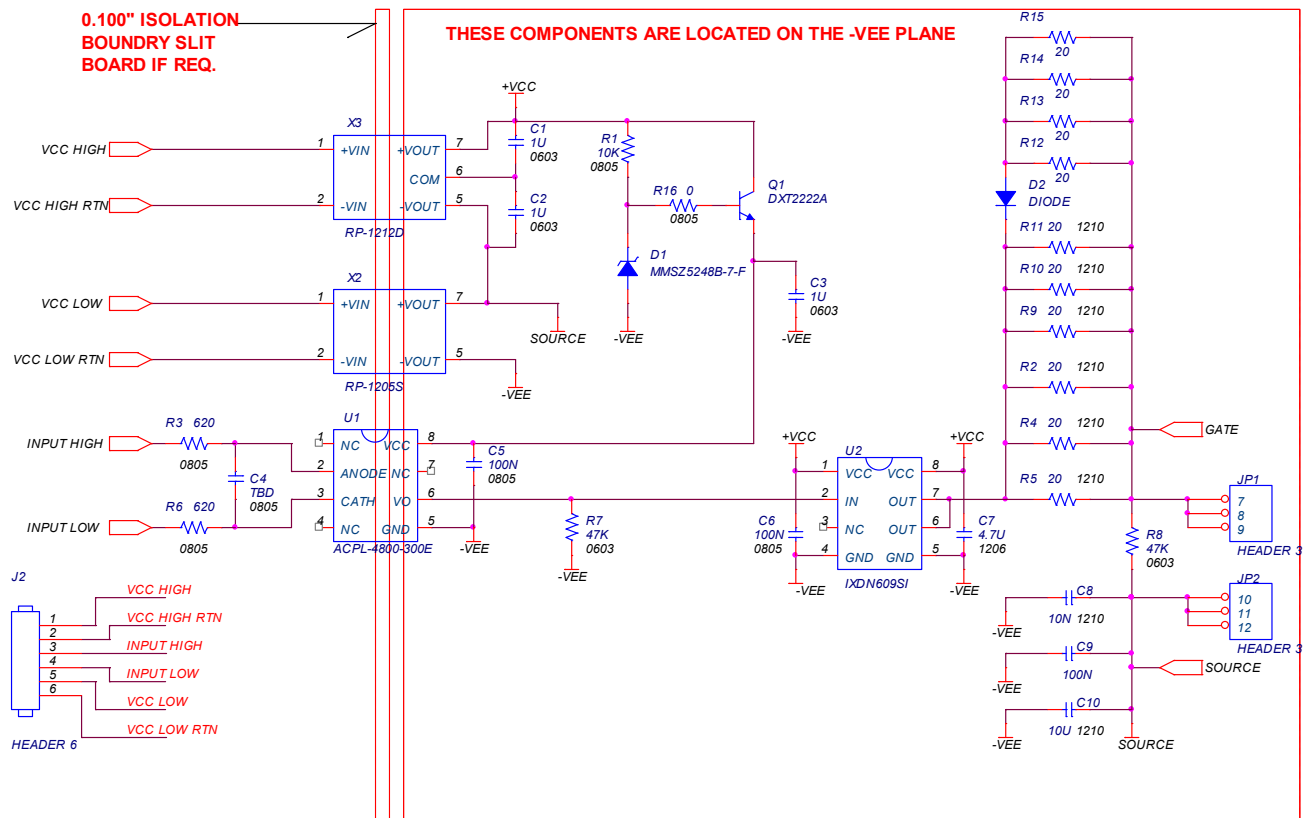 0.100" ISOLATION
BOUNDRY SLIT
BOARD IF REQ.
THESE COMPONENTS ARE LOCATED ON THE -VEE PLANE
VCC HIGH
VCC HIGH RTN
VCC LOW
VCC LOW RTN
INPUT HIGH
INPUT LOW
X3
1 +VIN +VOUT 7
COM 6
2 -VIN -VOUT 5
RP-1212D
X2
1 +VIN +VOUT 7
2 -VIN -VOUT 5
RP-1205S
+VCC
C1
1U
0603
C2
1U
0603
SOURCE
-VEE
R1
10K
0805
R16 0
0805
Q1
DXT2222A
D1
MMSZ5248B-7-F
-VEE
C3
1U
0603
-VEE
R3 620
0805
C4
TBD
0805
R6 620
0805
U1
1 NC VCC 8
2 ANODE NC 7
3 CATH VO 6
4 NC GND 5
ACPL-4800-300E
C5
100N
0805
-VEE
R7
47K
0603
-VEE
+VCC
C6
100N
0805
-VEE
U2
1 VCC VCC 8
2 IN OUT 7
3 NC OUT 6
4 GND GND 5
IXDN609SI
+VCC
C7
4.7U
1206
-VEE
R15
20
R14
20
R13
20
R12
20
D2
DIODE
R11 20 1210
R10 20 1210
R9 20 1210
R2 20 1210
R4 20 1210
R5 20 1210
GATE
JP1
7
8
9
HEADER 3
R8
47K
0603
JP2
10
11
12
HEADER 3
C8
10N 1210
-VEE
C9
100N
-VEE
SOURCE
C10
10U 1210
-VEE
SOURCE
J2
1 VCC HIGH
2 VCC HIGH RTN
3 INPUT HIGH
4 INPUT LOW
5 VCC LOW
6 VCC LOW RTN
HEADER 6